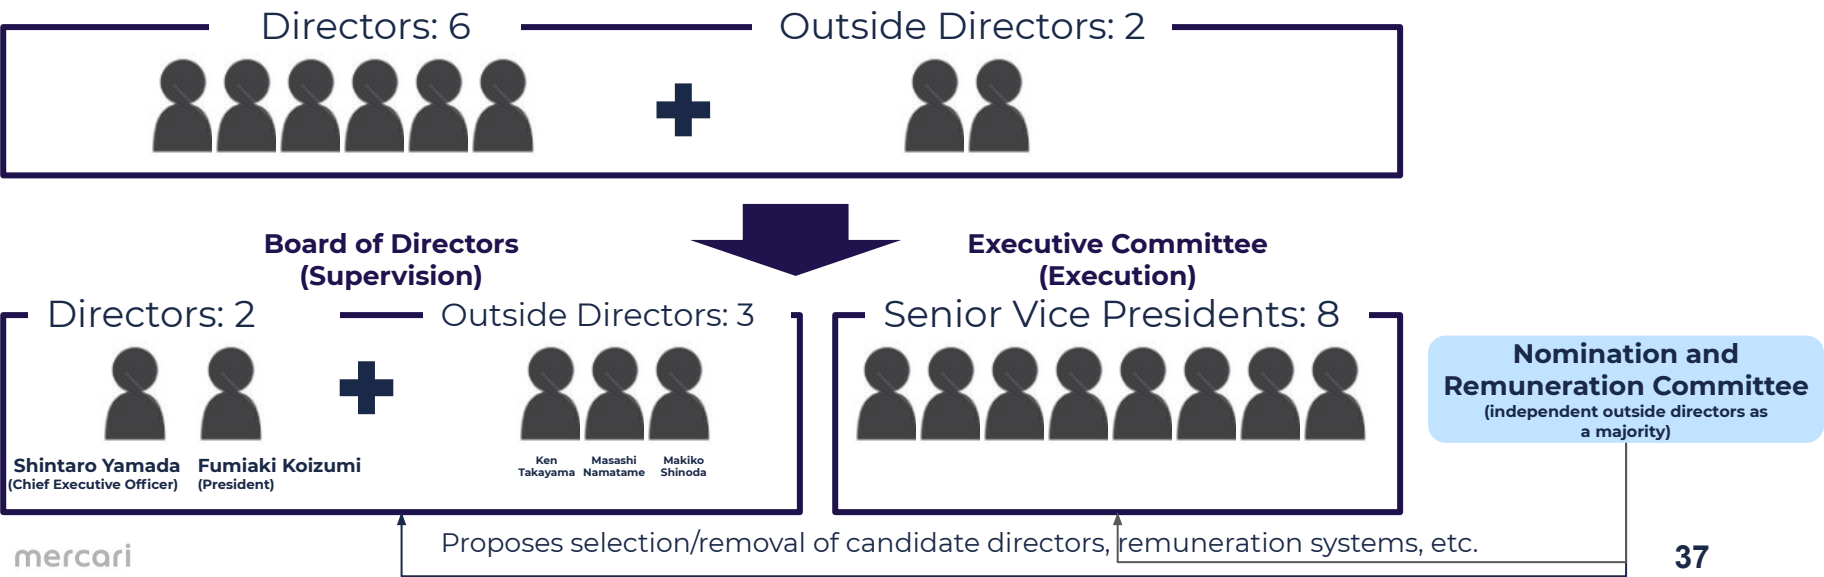 Directors: 6
Outside Directors: 2
Board of Directors
(Supervision)
Executive Committee
(Execution)
Directors: 2
Outside Directors: 3
Senior Vice Presidents: 8
Shintaro Yamada
(Chief Executive Officer)
Fumiaki Koizumi
(President)
Ken
Takayama
Masashi
Namatame
Makiko
Shinoda
Nomination and
Remuneration Committee
(independent outside directors as
a majority)
Proposes selection/removal of candidate directors, remuneration systems, etc.
mercari
37